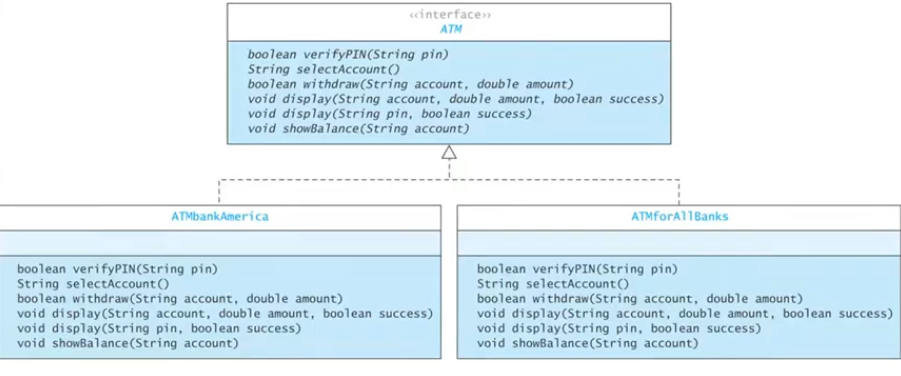 ‹‹interface››
ATM
boolean verifyPIN(String pin)
String selectAccount()
boolean withdraw(String account, double amount)
void display(String account, double amount, boolean success)
void display(String pin, boolean success)
void showBalance(String account)
ATMbankAmerica
boolean verifyPIN(String pin)
String selectAccount()
boolean withdraw(String account, double amount)
void display(String account, double amount, boolean success)
void display(String pin, boolean success)
void showBalance(String account)
ATMforAllBanks
boolean verifyPIN(String pin)
String selectAccount()
boolean withdraw(String account, double amount)
void display(String account, double amount, boolean success)
void display(String pin, boolean success)
void showBalance(String account)